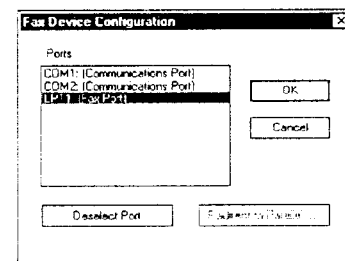 Fax Device Configuration
Ports
COM1: (Communications Port)
COM2: (Communications Port)
LPT1: (Fax Port)
OK
Cancel
Deselect Port